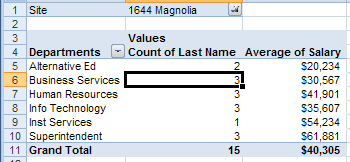 1 Site 1644 Magnolia
2
3 Values
4 Departments Count of Last Name Average of Salary
5 Alternative Ed 2 $20,234
6 Business Services 3 $30,567
7 Human Resources 3 $41,901
8 Info Technology 3 $35,607
9 Inst Services 1 $54,234
10 Superintendent 3 $61,881
11 Grand Total 15 $40,305